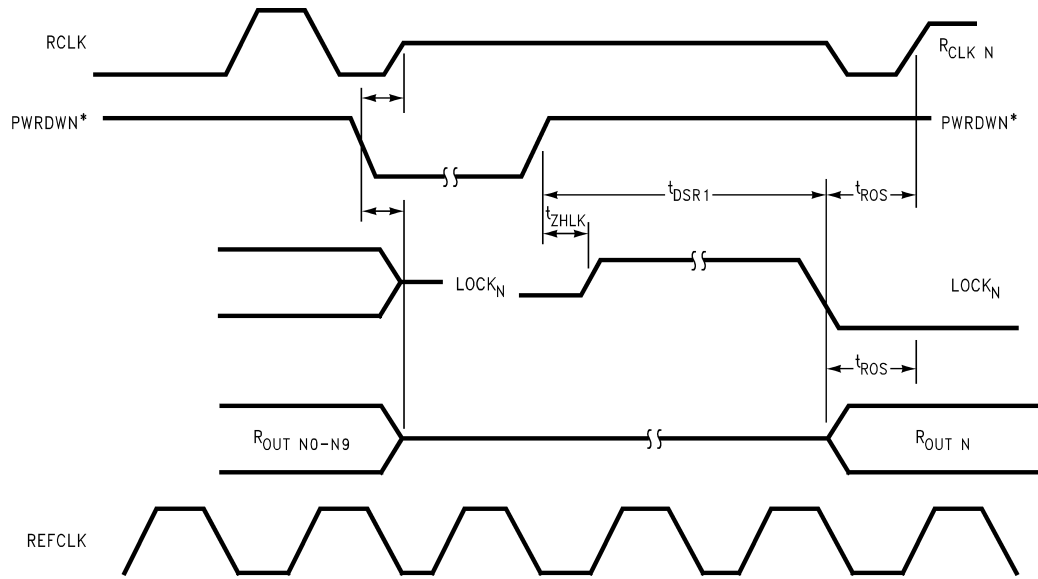 RCLK
R_CLK N
PWRDWN*
PWRDWN*
t_DSR1
t_ROS
t_ZHLK
LOCK_N
LOCK_N
t_ROS
R_OUT N0-N9
R_OUT N
REFCLK